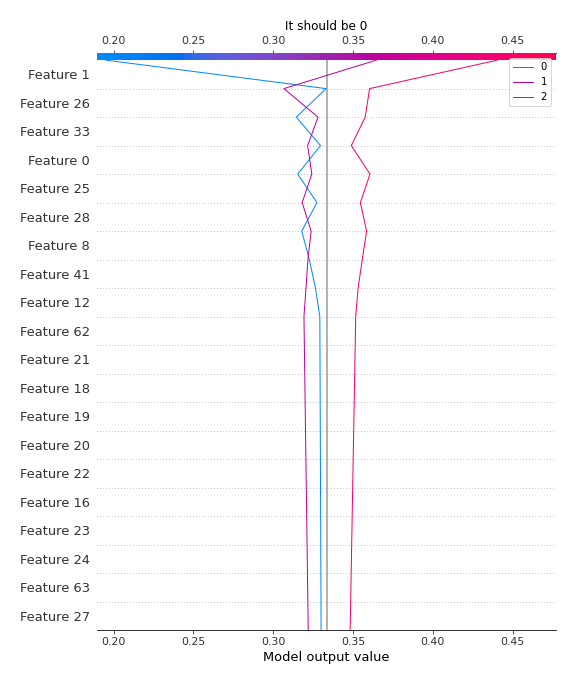 It should be 0
0.20 0.25 0.30 0.35 0.40 0.45
0
1
2
Feature 1
Feature 26
Feature 33
Feature 0
Feature 25
Feature 28
Feature 8
Feature 41
Feature 12
Feature 62
Feature 21
Feature 18
Feature 19
Feature 20
Feature 22
Feature 16
Feature 23
Feature 24
Feature 63
Feature 27
0.20 0.25 0.30 0.35 0.40 0.45
Model output value